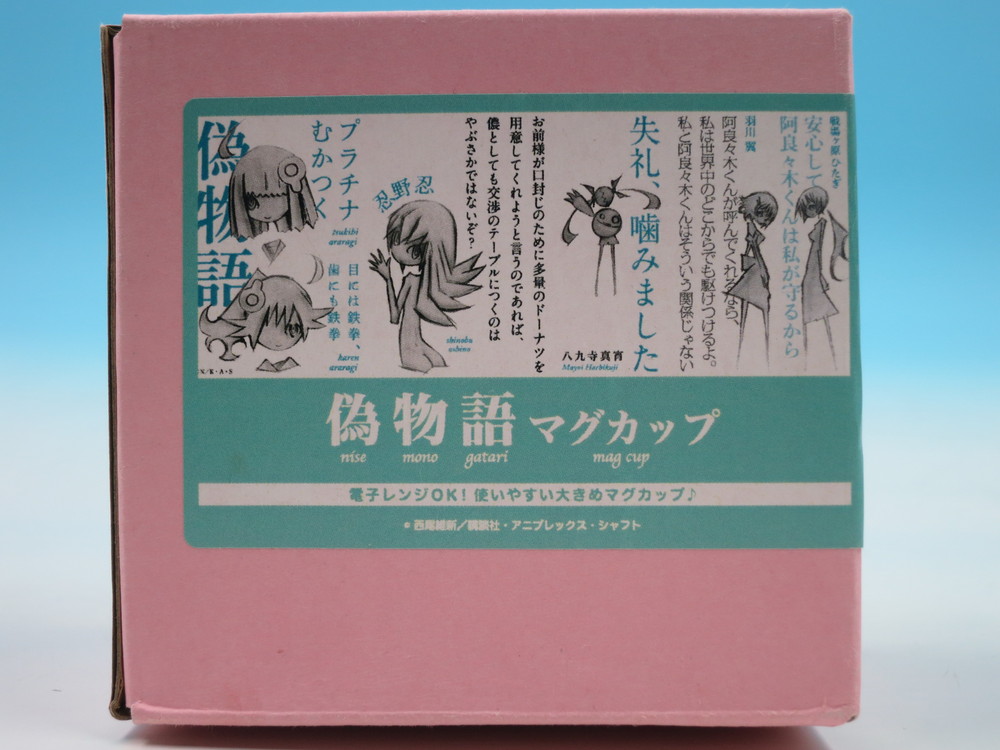 戦場ヶ原 ひたぎ
安心して
阿良々木くんは私が守るから
羽川 翼
阿良々木くんが呼んでくれるなら、
私は世界中のどこからでも駆けつけるよ。
私と阿良々木くんはそういう関係じゃない
失礼、噛みました
八九寺真宵
Mayoi Hachikuji
お前様が口封じのために多量のドーナツを
用意してくれようと言うのであれば、
儂としても交渉のテーブルにつくのは
やぶさかではないぞ?
忍野忍
shinobu
oshino
プラチナ
むかつく
tsukihi
araragi
目には鉄拳、
歯にも鉄拳
karen
araragi
偽物語
偽物語 マグカップ
nise mono gatari mag cup
電子レンジOK! 使いやすい大きめマグカップ♪
© 西尾維新/講談社・アニプレックス・シャフト